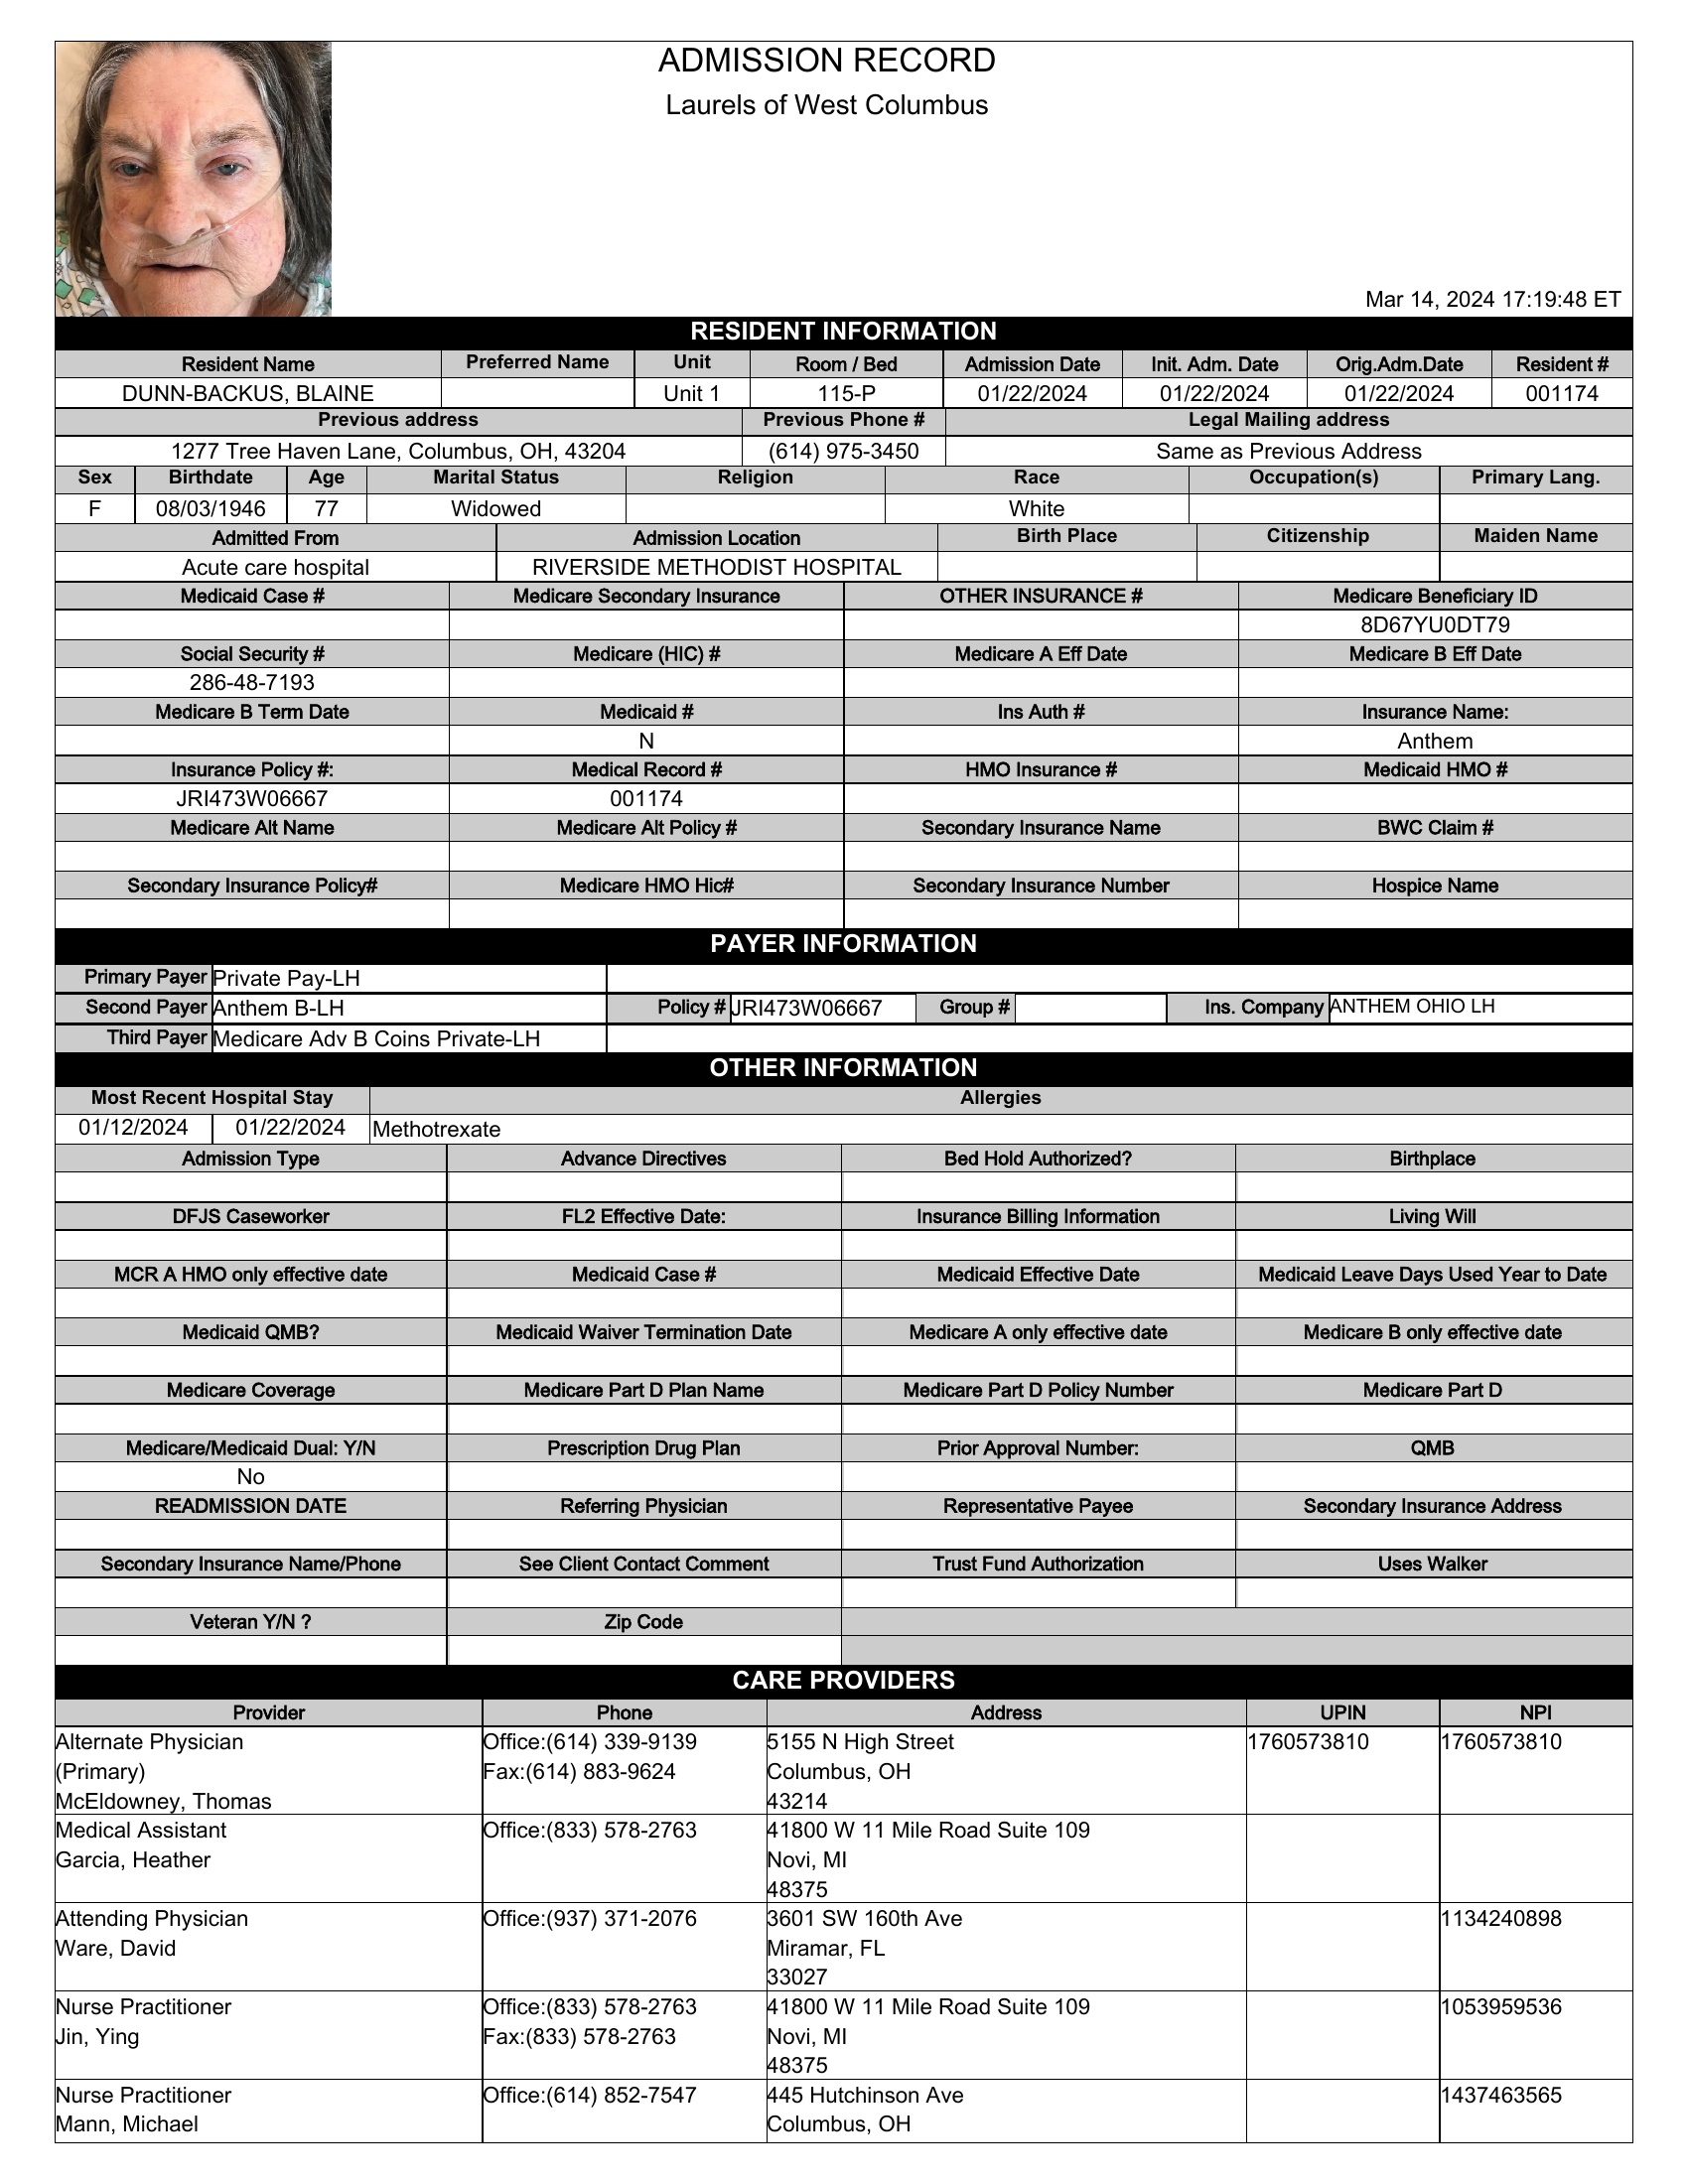 ADMISSION RECORD
Laurels of West Columbus
Mar 14, 2024 17:19:48 ET
RESIDENT INFORMATION
Resident Name Preferred Name Unit Room / Bed Admission Date Init. Adm. Date Orig.Adm.Date Resident #
DUNN-BACKUS, BLAINE Unit 1 115-P 01/22/2024 01/22/2024 01/22/2024 001174
Previous address Previous Phone # Legal Mailing address
1277 Tree Haven Lane, Columbus, OH, 43204 (614) 975-3450 Same as Previous Address
Sex Birthdate Age Marital Status Religion Race Occupation(s) Primary Lang.
F 08/03/1946 77 Widowed White
Admitted From Admission Location Birth Place Citizenship Maiden Name
Acute care hospital RIVERSIDE METHODIST HOSPITAL
Medicaid Case # Medicare Secondary Insurance OTHER INSURANCE # Medicare Beneficiary ID
8D67YU0DT79
Social Security # Medicare (HIC) # Medicare A Eff Date Medicare B Eff Date
286-48-7193
Medicare B Term Date Medicaid # Ins Auth # Insurance Name:
N Anthem
Insurance Policy #: Medical Record # HMO Insurance # Medicaid HMO #
JRI473W06667 001174
Medicare Alt Name Medicare Alt Policy # Secondary Insurance Name BWC Claim #
Secondary Insurance Policy# Medicare HMO Hic# Secondary Insurance Number Hospice Name
PAYER INFORMATION
Primary Payer Private Pay-LH
Second Payer Anthem B-LH Policy # JRI473W06667 Group # Ins. Company ANTHEM OHIO LH
Third Payer Medicare Adv B Coins Private-LH
OTHER INFORMATION
Most Recent Hospital Stay Allergies
01/12/2024 01/22/2024 Methotrexate
Admission Type Advance Directives Bed Hold Authorized? Birthplace
DFJS Caseworker FL2 Effective Date: Insurance Billing Information Living Will
MCR A HMO only effective date Medicaid Case # Medicaid Effective Date Medicaid Leave Days Used Year to Date
Medicaid QMB? Medicaid Waiver Termination Date Medicare A only effective date Medicare B only effective date
Medicare Coverage Medicare Part D Plan Name Medicare Part D Policy Number Medicare Part D
Medicare/Medicaid Dual: Y/N Prescription Drug Plan Prior Approval Number: QMB
No
READMISSION DATE Referring Physician Representative Payee Secondary Insurance Address
Secondary Insurance Name/Phone See Client Contact Comment Trust Fund Authorization Uses Walker
Veteran Y/N ? Zip Code
CARE PROVIDERS
Provider Phone Address UPIN NPI
Alternate Physician Office:(614) 339-9139 5155 N High Street 1760573810 1760573810
(Primary) Fax:(614) 883-9624 Columbus, OH
McEldowney, Thomas 43214
Medical Assistant Office:(833) 578-2763 41800 W 11 Mile Road Suite 109
Garcia, Heather Novi, MI
48375
Attending Physician Office:(937) 371-2076 3601 SW 160th Ave 1134240898
Ware, David Miramar, FL
33027
Nurse Practitioner Office:(833) 578-2763 41800 W 11 Mile Road Suite 109 1053959536
Jin, Ying Fax:(833) 578-2763 Novi, MI
48375
Nurse Practitioner Office:(614) 852-7547 445 Hutchinson Ave 1437463565
Mann, Michael Columbus, OH